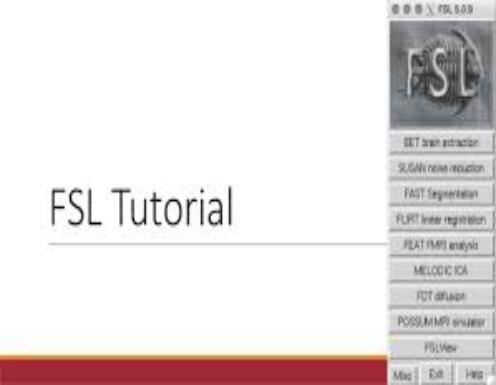 FSL Tutorial
FSL 5.0.9
FSL
BET brain extraction
SUSAN noise reduction
FAST Segmentation
FLIRT linear registration
FEAT FMRI analysis
MELODIC ICA
FDT diffusion
POSSUM MRI simulator
FSLView
Misc Exit Help